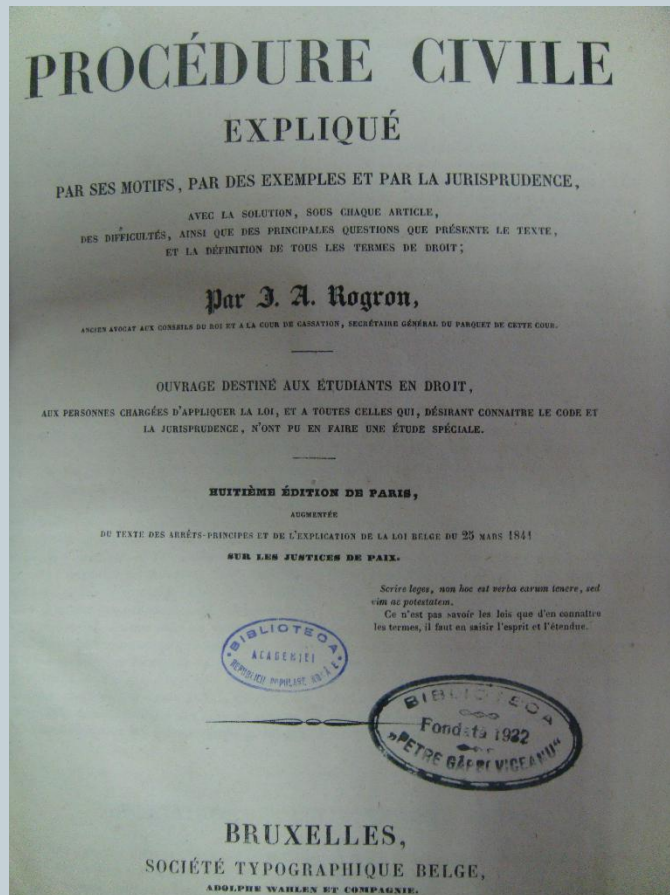 PROCÉDURE CIVILE
EXPLIQUÉ
PAR SES MOTIFS, PAR DES EXEMPLES ET PAR LA JURISPRUDENCE,
AVEC LA SOLUTION, SOUS CHAQUE ARTICLE,
DES DIFFICULTÉS, AINSI QUE DES PRINCIPALES QUESTIONS QUE PRÉSENTE LE TEXTE,
ET LA DÉFINITION DE TOUS LES TERMES DE DROIT;
Par J. A. Rogron,
ANCIEN AVOCAT AUX CONSEILS DU ROI ET A LA COUR DE CASSATION, SECRÉTAIRE GÉNÉRAL DU PARQUET DE CETTE COUR.
OUVRAGE DESTINÉ AUX ÉTUDIANTS EN DROIT,
AUX PERSONNES CHARGÉES D'APPLIQUER LA LOI, ET A TOUTES CELLES QUI, DÉSIRANT CONNAITRE LE CODE ET
LA JURISPRUDENCE, N'ONT PU EN FAIRE UNE ÉTUDE SPÉCIALE.
HUITIÈME ÉDITION DE PARIS,
AUGMENTÉE
DU TEXTE DES ARRÊTS-PRINCIPES ET DE L'EXPLICATION DE LA LOI BELGE DU 25 MARS 1841
SUR LES JUSTICES DE PAIX.
Scrire leges, non hoc est verba earum tenere, sed
vim ac potestatem.
Ce n'est pas savoir les lois que d'en connaître
les termes, il faut en saisir l'esprit et l'étendue.
BIBLIOTECA
ACADEMIEI
REPUBLICII POPULARE
BIBLIOTECA
Fondată 1932
„PETRE
BRUXELLES,
SOCIÉTÉ TYPOGRAPHIQUE BELGE,
ADOLPHE WAHLEN ET COMPAGNIE.